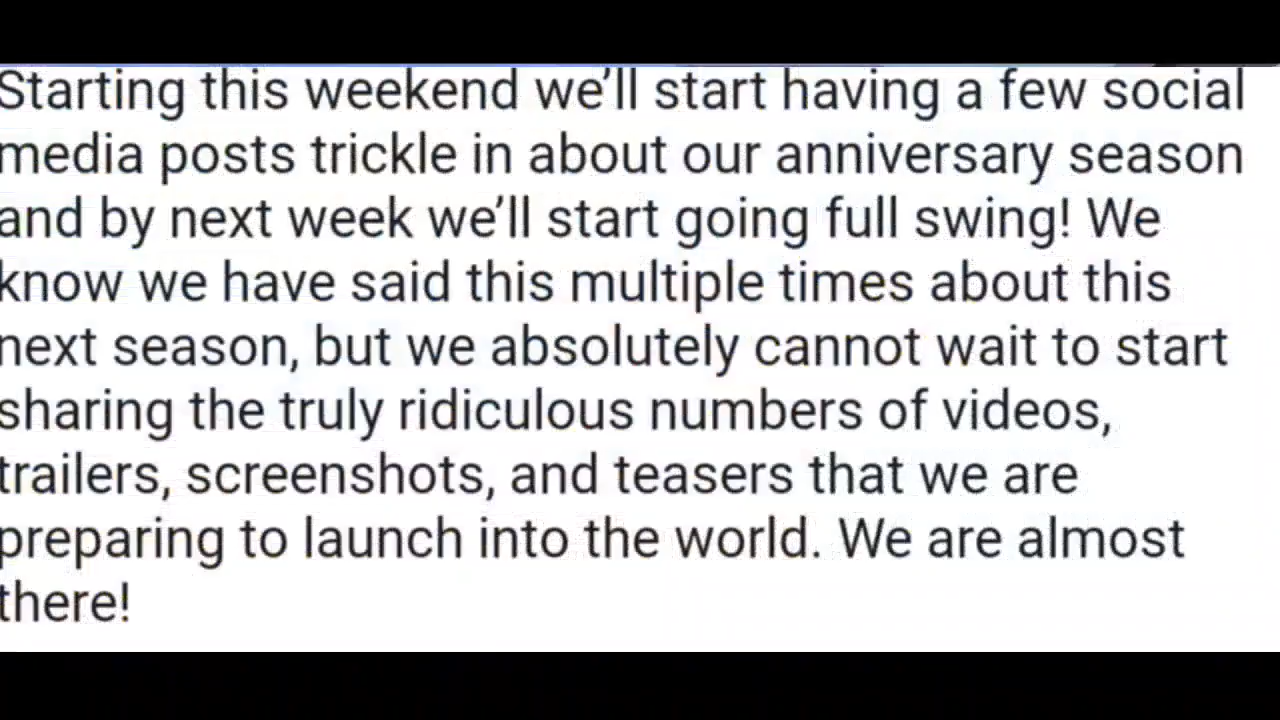 Starting this weekend we’ll start having a few social
media posts trickle in about our anniversary season
and by next week we’ll start going full swing! We
know we have said this multiple times about this
next season, but we absolutely cannot wait to start
sharing the truly ridiculous numbers of videos,
trailers, screenshots, and teasers that we are
preparing to launch into the world. We are almost
there!